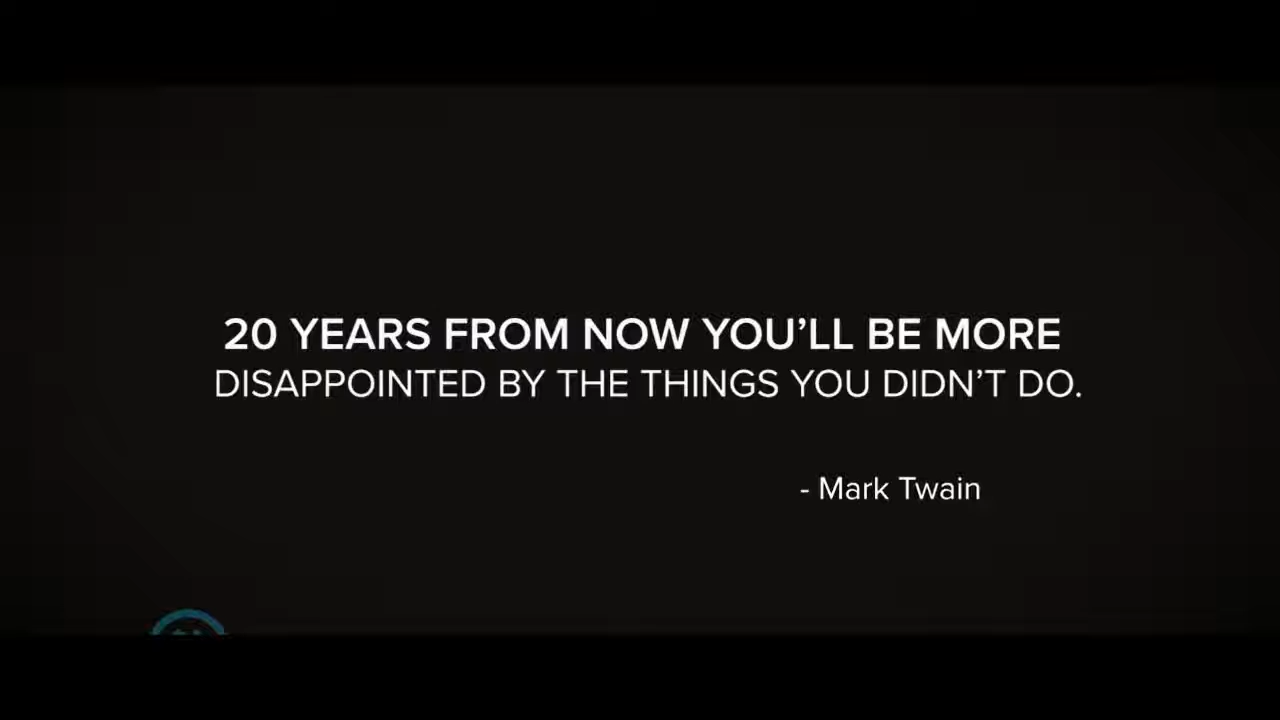 20 YEARS FROM NOW YOU’LL BE MORE
DISAPPOINTED BY THE THINGS YOU DIDN’T DO.
- Mark Twain